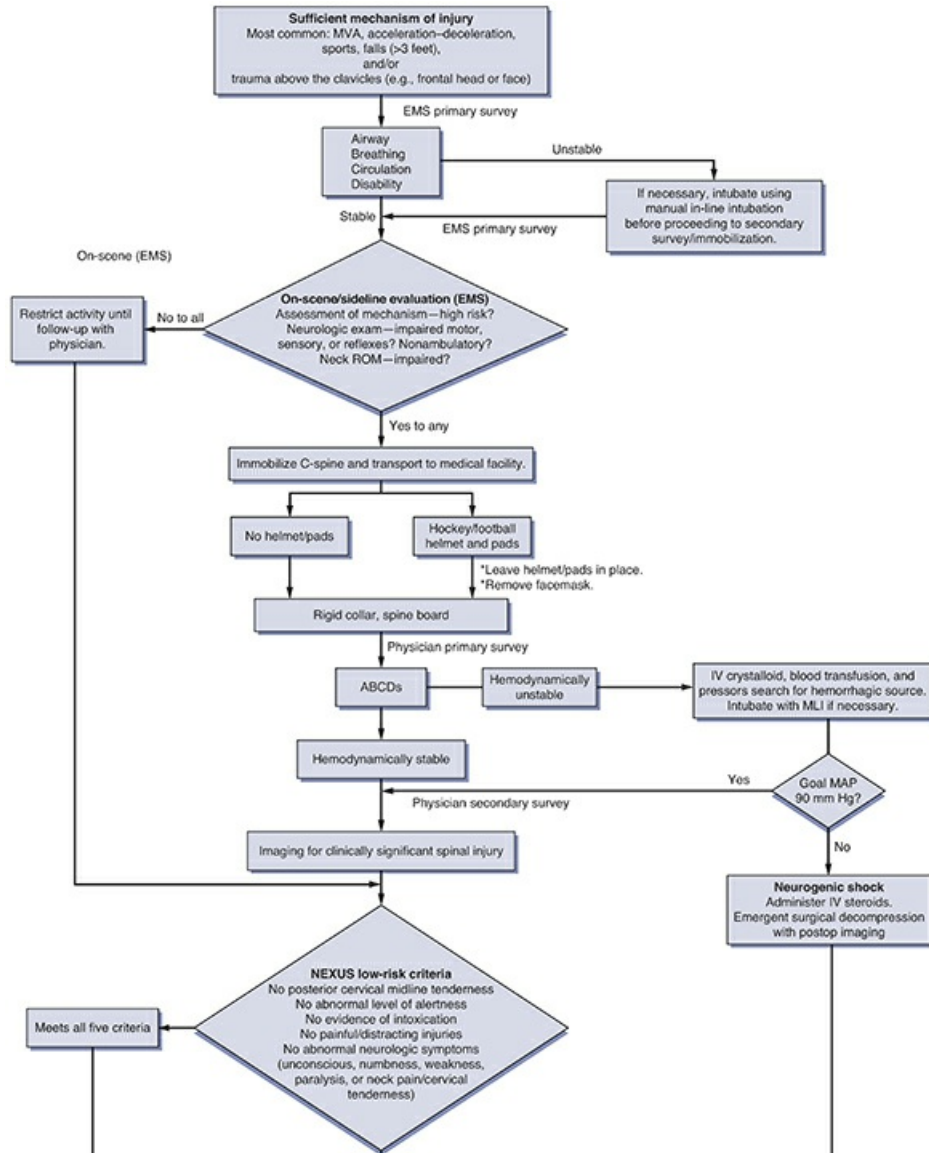 Sufficient mechanism of injury
Most common: MVA, acceleration–deceleration,
sports, falls (>3 feet),
and/or
trauma above the clavicles (e.g., frontal head or face)
EMS primary survey
Airway
Breathing
Circulation
Disability
Unstable
If necessary, intubate using
manual in-line intubation
before proceeding to secondary
survey/immobilization.
Stable
EMS primary survey
On-scene (EMS)
On-scene/sideline evaluation (EMS)
Assessment of mechanism—high risk?
Neurologic exam—impaired motor,
sensory, or reflexes? Nonambulatory?
Neck ROM—impaired?
No to all
Restrict activity until
follow-up with
physician.
Yes to any
Immobilize C-spine and transport to medical facility.
No helmet/pads
Hockey/football
helmet and pads
*Leave helmet/pads in place.
*Remove facemask.
Rigid collar, spine board
Physician primary survey
ABCDs
Hemodynamically
unstable
IV crystalloid, blood transfusion, and
pressors search for hemorrhagic source.
Intubate with MLI if necessary.
Hemodynamically stable
Yes
Goal MAP
90 mm Hg?
Physician secondary survey
No
Imaging for clinically significant spinal injury
Neurogenic shock
Administer IV steroids.
Emergent surgical decompression
with postop imaging
NEXUS low-risk criteria
No posterior cervical midline tenderness
No abnormal level of alertness
No evidence of intoxication
No painful/distracting injuries
No abnormal neurologic symptoms
(unconscious, numbness, weakness,
paralysis, or neck pain/cervical
tenderness)
Meets all five criteria